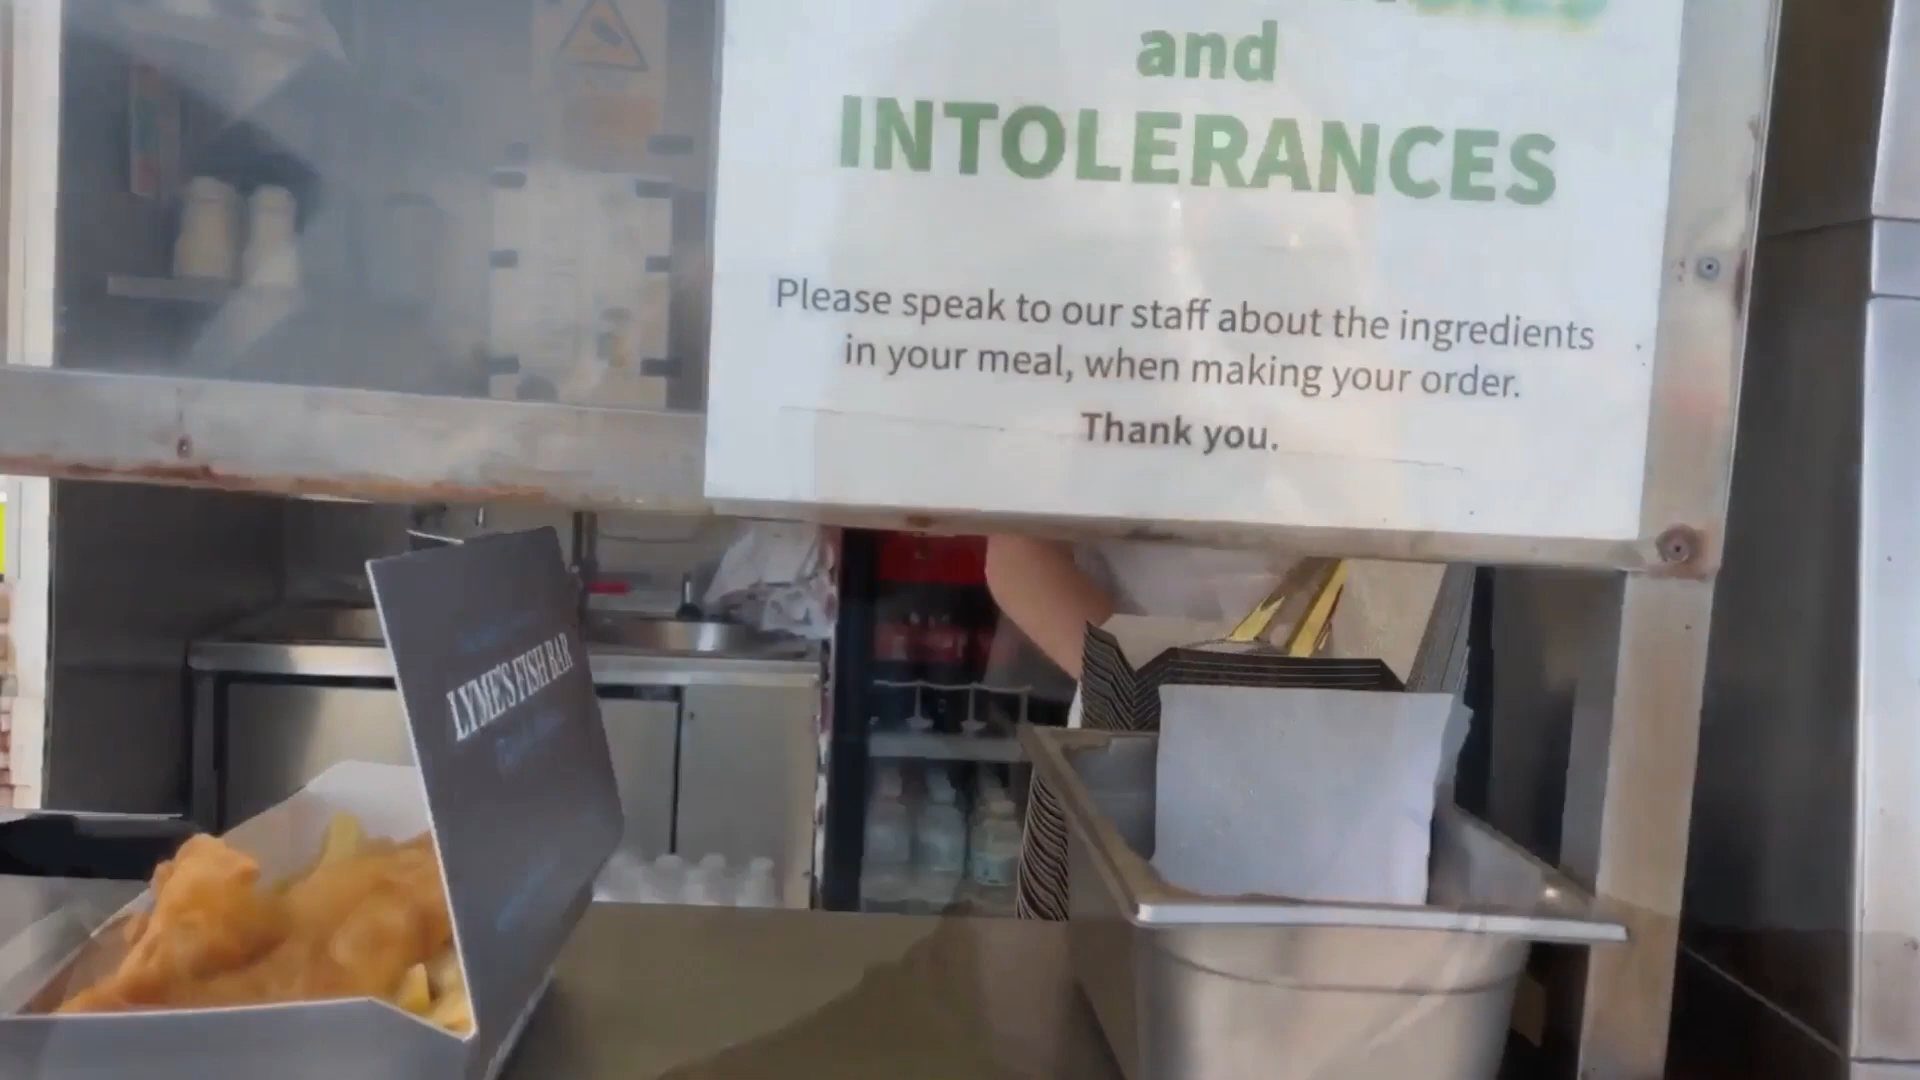 and
INTOLERANCES
Please speak to our staff about the ingredients
in your meal, when making your order.
Thank you.
LYME'S FISH BAR